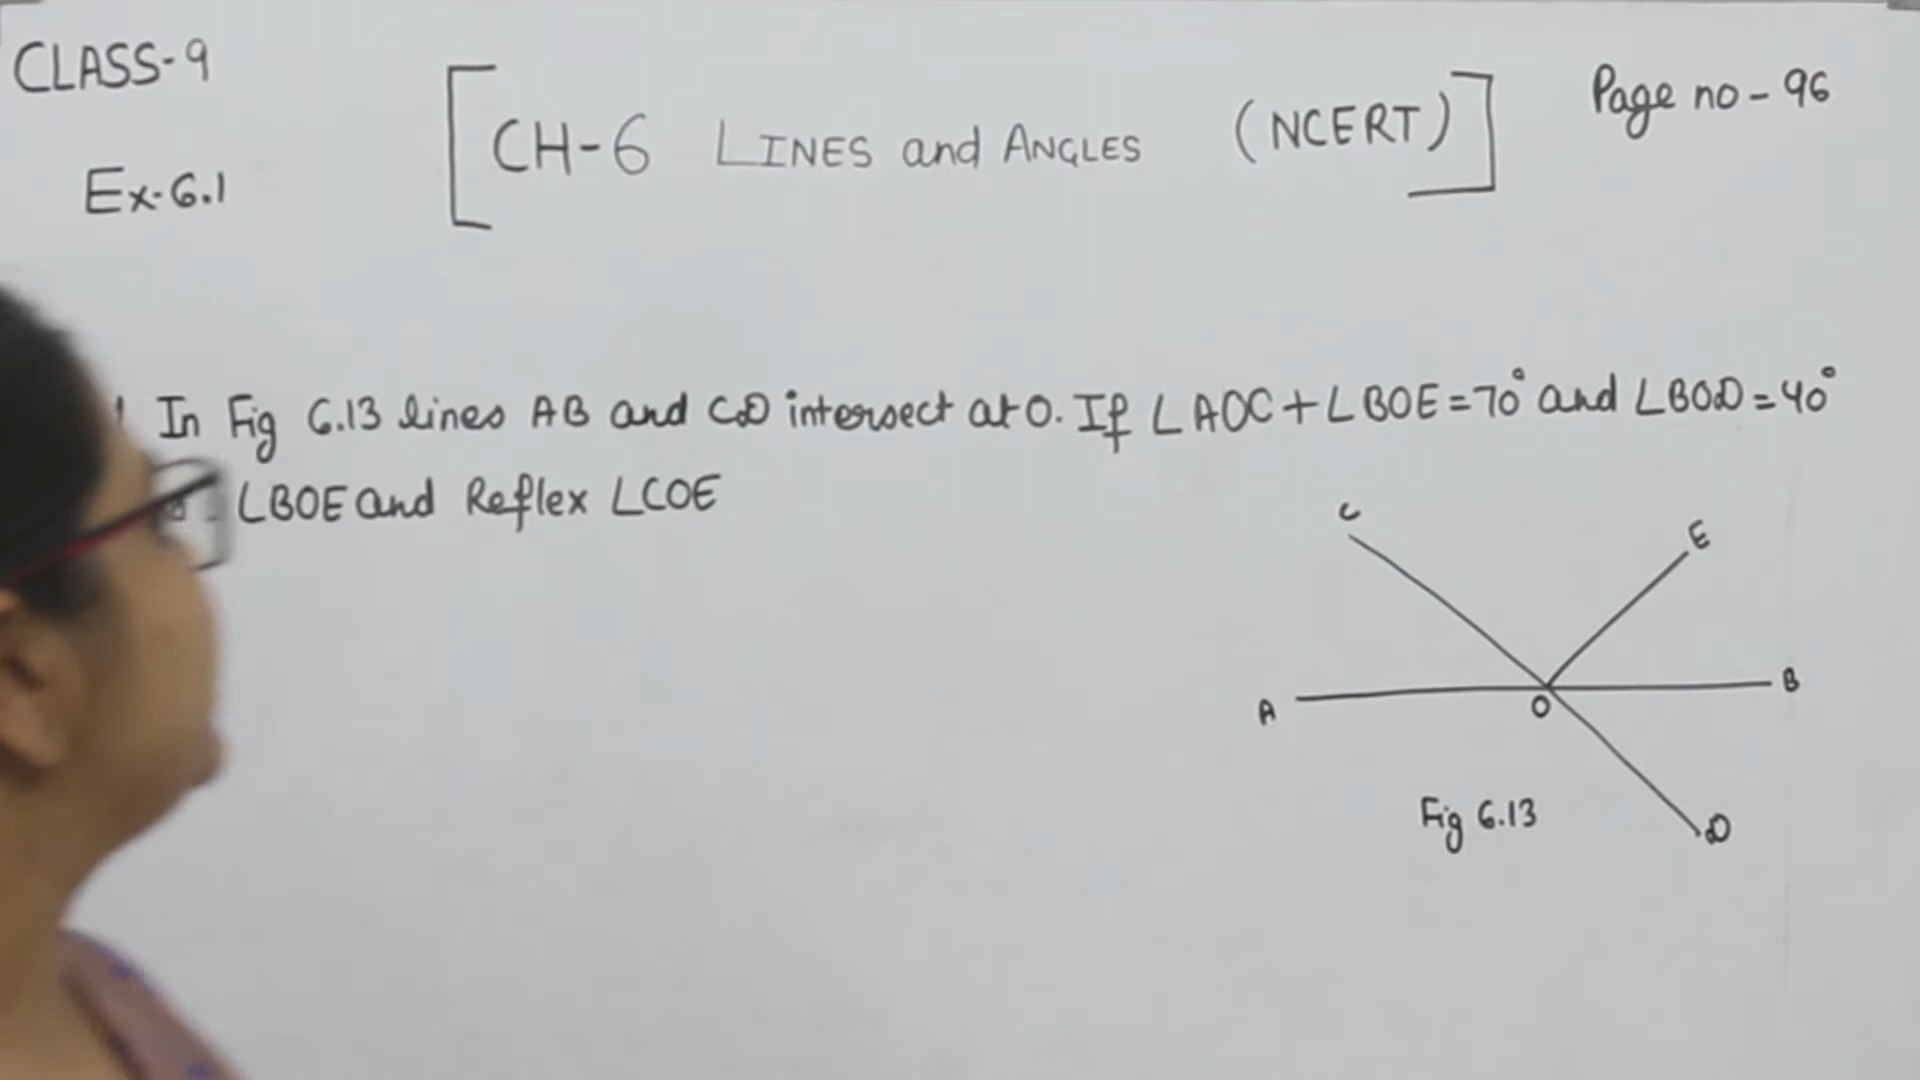 CLASS-9
[CH-6 LINES and ANGLES (NCERT)]
Page no - 96
Ex-6.1
In Fig 6.13 lines AB and CD intersect at O. If ∠AOC + ∠BOE = 70° and ∠BOD = 40°
∠BOE and Reflex ∠COE
C
E
A
O
B
D
Fig 6.13